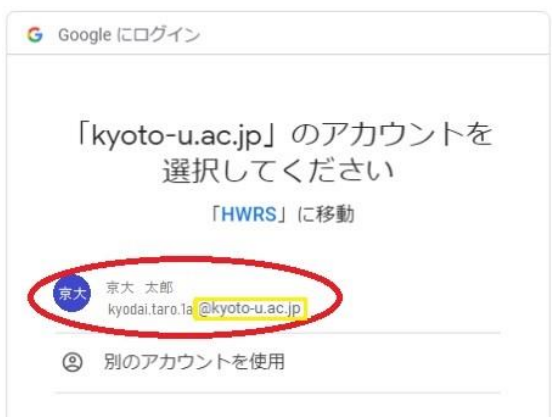 Google にログイン
「kyoto-u.ac.jp」のアカウントを
選択してください
「HWRS」に移動
京大
京大 太郎
kyodai.taro.1a@kyoto-u.ac.jp
別のアカウントを使用